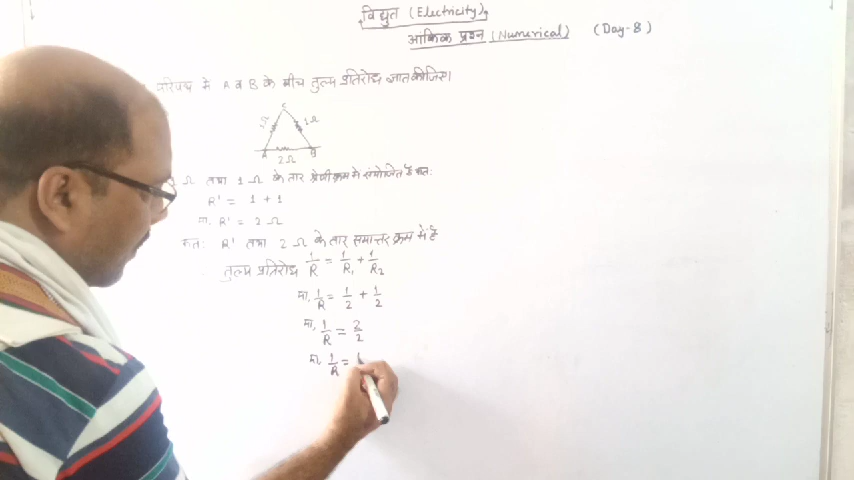 विद्युत (Electricity)
आंकिक प्रश्न (Numerical) (Day-8)
परिपथ में A व B के बीच तुल्य प्रतिरोध ज्ञात कीजिए।
C
1Ω
A B
2Ω
Ω तथा 1 Ω के तार श्रेणीक्रम में संयोजित है अतः
R' = 1 + 1
या, R' = 2 Ω
अतः R' तथा 2 Ω के तार समान्तर क्रम में हैं
तुल्य प्रतिरोध 1/R = 1/R₁ + 1/R₂
या, 1/R = 1/2 + 1/2
या, 1/R = 2/2
या, 1/R =